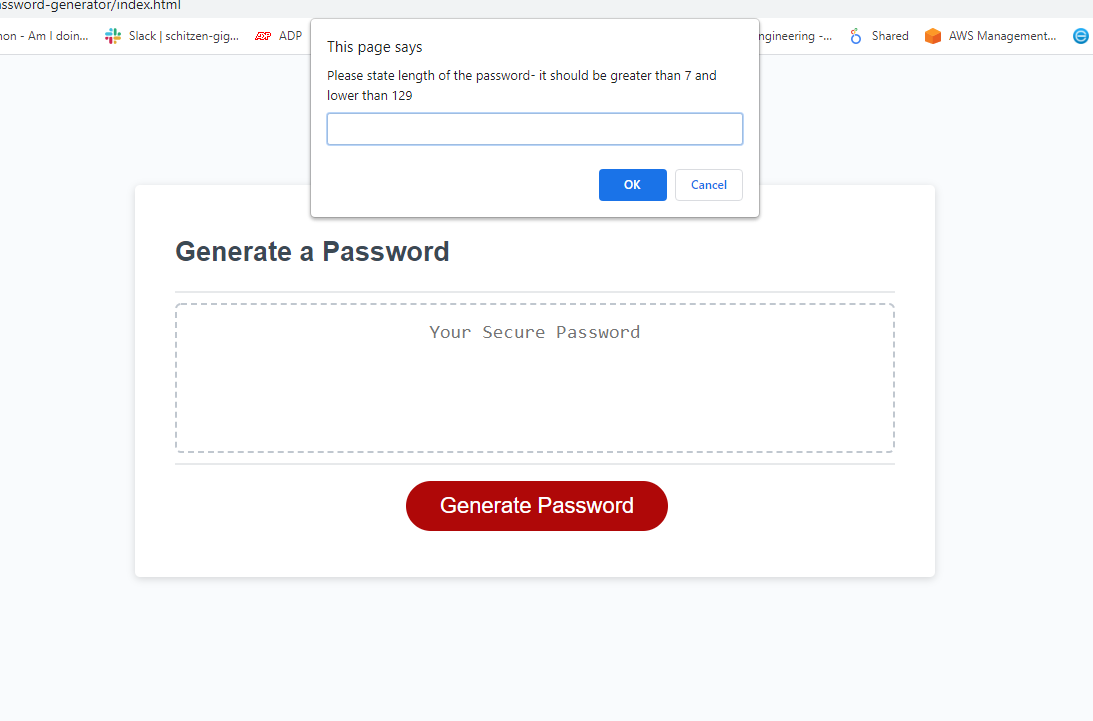 ssword-generator/index.html
non - Am I doin... Slack | schitzen-gig... ADP ngineering -... Shared AWS Management...
This page says
Please state length of the password- it should be greater than 7 and
lower than 129
OK Cancel
Generate a Password
Your Secure Password
Generate Password